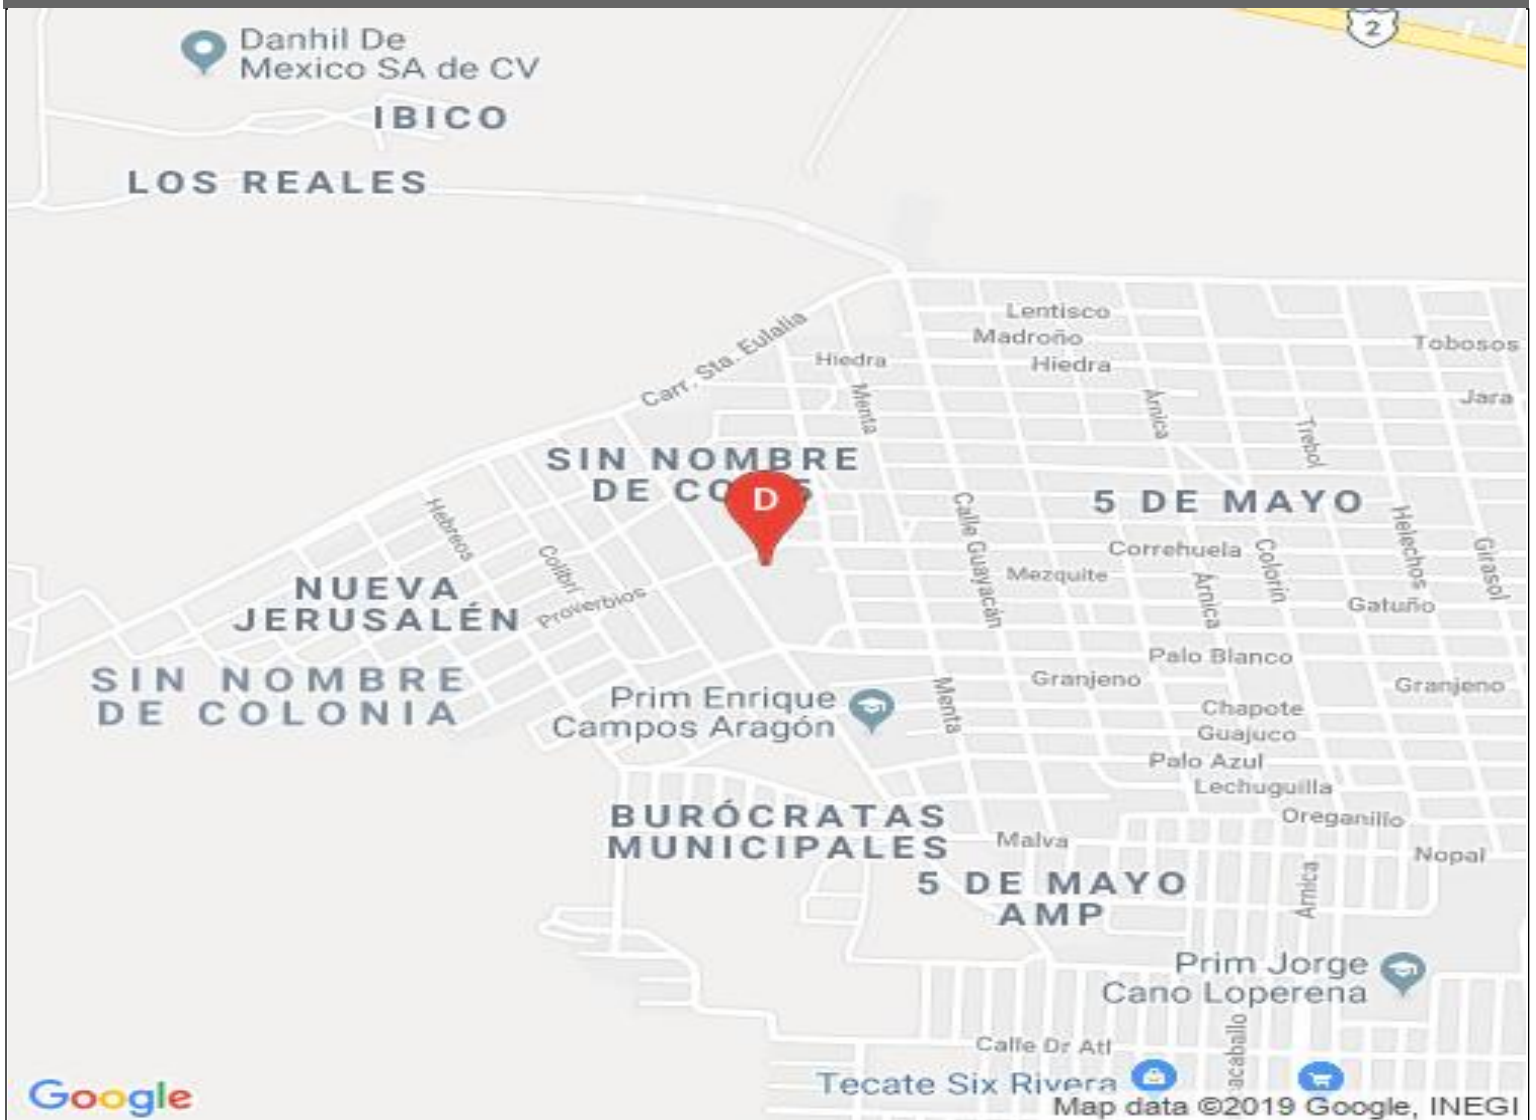 2
Danhil De
Mexico SA de CV
IBICO
LOS REALES
Lentisco
Madroño
Tobosos
Carr. Sta. Eulalia
Hiedra
Hiedra
Jara
Menta
Árnica
Trebol
SIN NOMBRE
DE
D
5 DE MAYO
Hebreos
Colibrí
Calle Guayacán
Correhuela
Colorín
Helechos
Girasol
Mezquite
Árnica
NUEVA
JERUSALÉN
Proverbios
Gatuño
Palo Blanco
SIN NOMBRE
DE COLONIA
Granjeno
Granjeno
Prim Enrique
Campos Aragón
Menta
Chapote
Guajuco
Palo Azul
Lechuguilla
BURÓCRATAS
MUNICIPALES
Oreganillo
Malva
Nopal
5 DE MAYO
AMP
Árnica
Prim Jorge
Cano Loperena
Calle Dr Atl
Tecate Six Rivera
Google
Map data ©2019 Google, INEGI